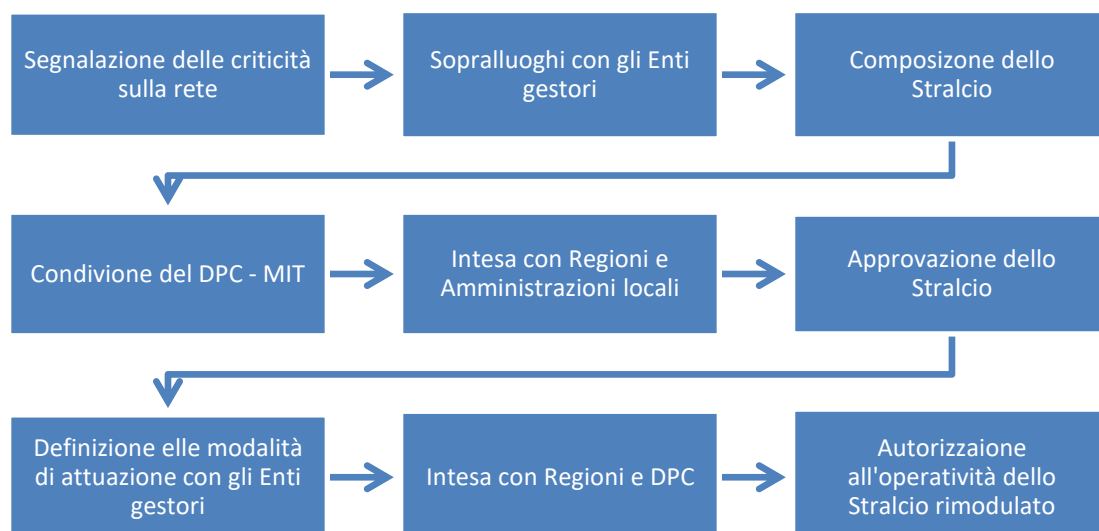 Segnalazione delle criticità
sulla rete
Sopralluoghi con gli Enti
gestori
Composizone dello
Stralcio
Condivione del DPC - MIT
Intesa con Regioni e
Amministrazioni locali
Approvazione dello
Stralcio
Definizione elle modalità
di attuazione con gli Enti
gestori
Intesa con Regioni e DPC
Autorizzaione
all'operatività dello
Stralcio rimodulato